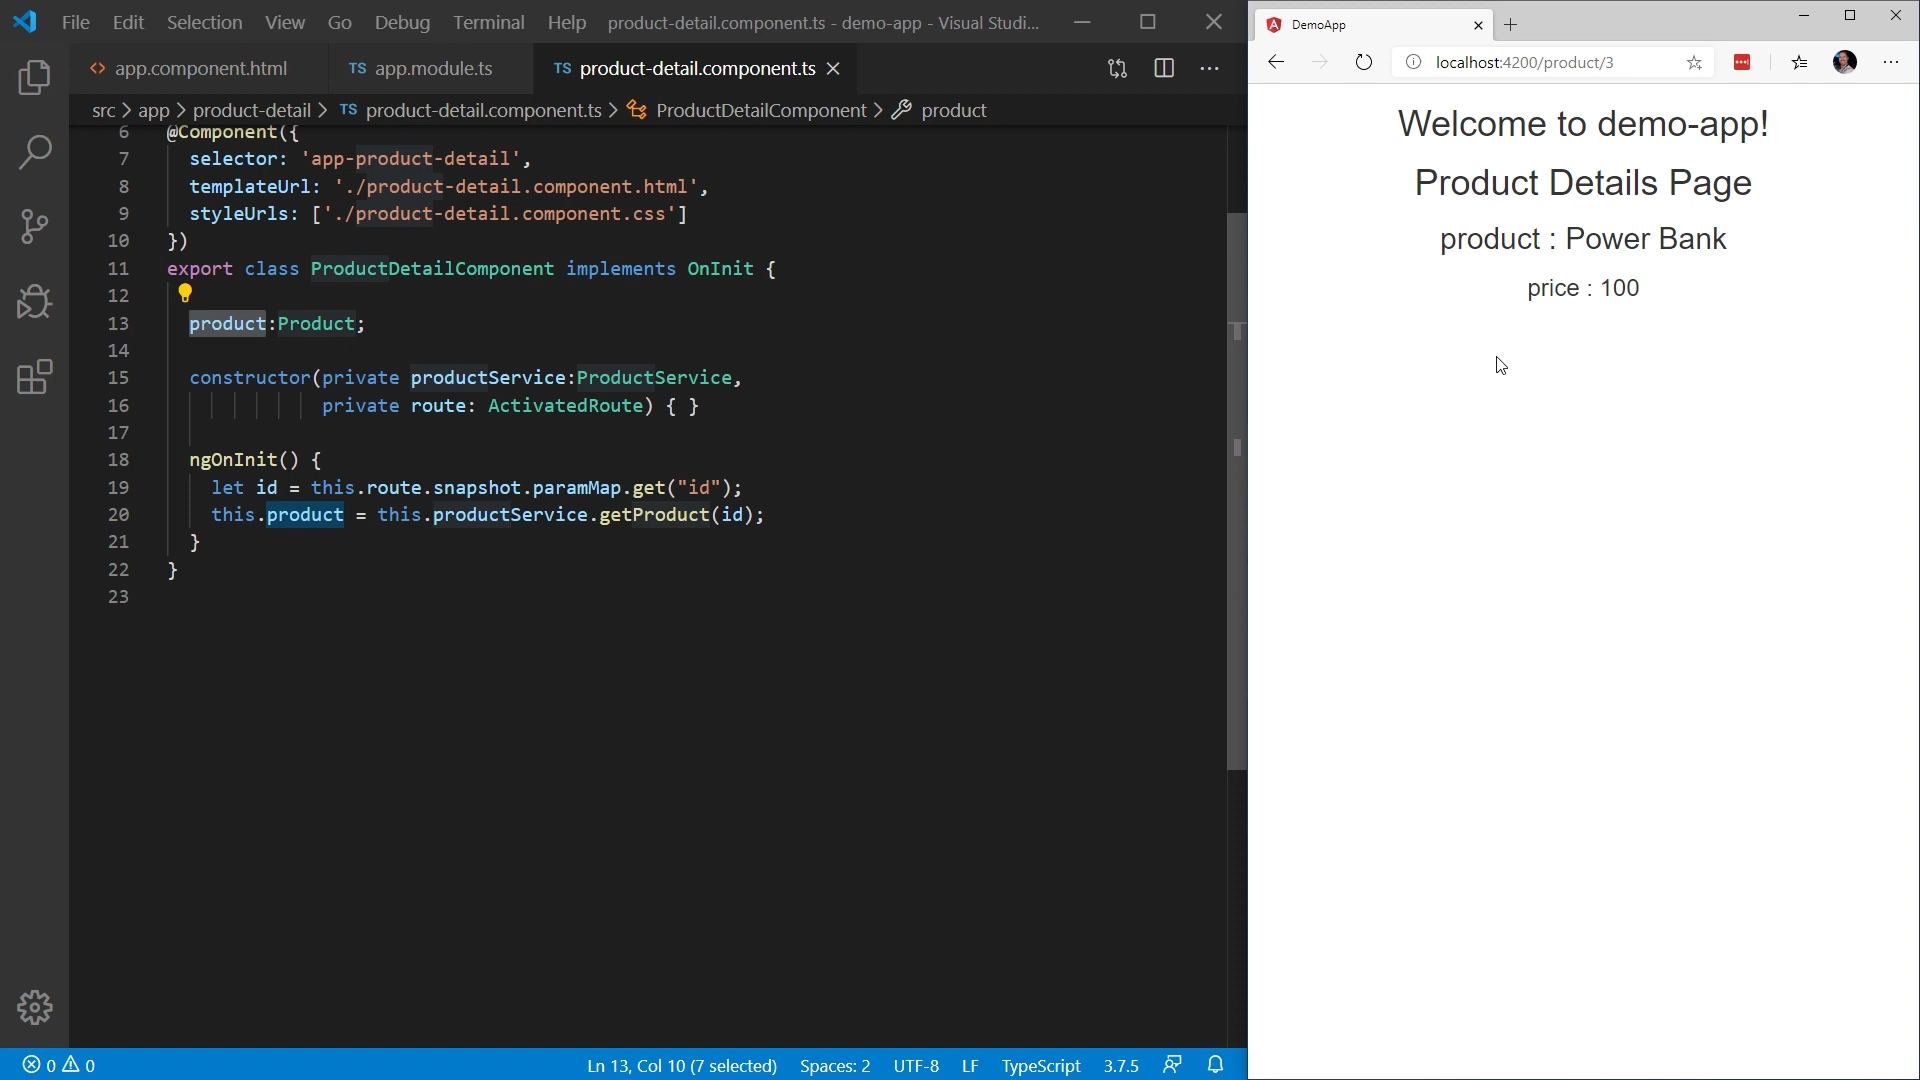 File Edit Selection View Go Debug Terminal Help product-detail.component.ts - demo-app - Visual Studi...
<> app.component.html TS app.module.ts TS product-detail.component.ts
src > app > product-detail > TS product-detail.component.ts > ProductDetailComponent > product
6 @Component({
7 selector: 'app-product-detail',
8 templateUrl: './product-detail.component.html',
9 styleUrls: ['./product-detail.component.css']
10 })
11 export class ProductDetailComponent implements OnInit {
12
13 product:Product;
14
15 constructor(private productService:ProductService,
16 private route: ActivatedRoute) { }
17
18 ngOnInit() {
19 let id = this.route.snapshot.paramMap.get("id");
20 this.product = this.productService.getProduct(id);
21 }
22 }
23
0 0 Ln 13, Col 10 (7 selected) Spaces: 2 UTF-8 LF TypeScript 3.7.5
DemoApp
localhost:4200/product/3
Welcome to demo-app!
Product Details Page
product : Power Bank
price : 100